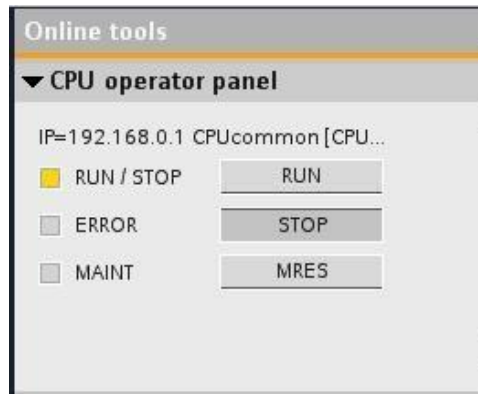 Online tools
CPU operator panel
IP=192.168.0.1 CPUcommon [CPU...
RUN / STOP RUN
ERROR STOP
MAINT MRES